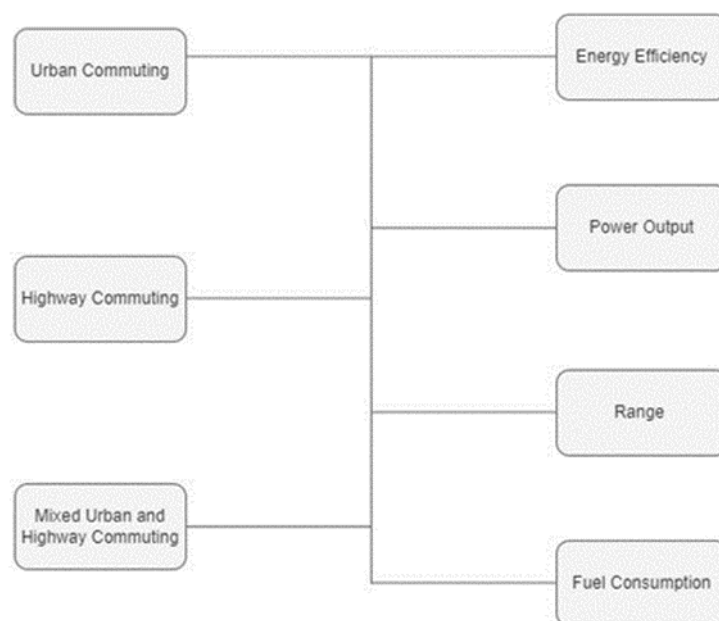 Urban Commuting
Highway Commuting
Mixed Urban and
Highway Commuting
Energy Efficiency
Power Output
Range
Fuel Consumption